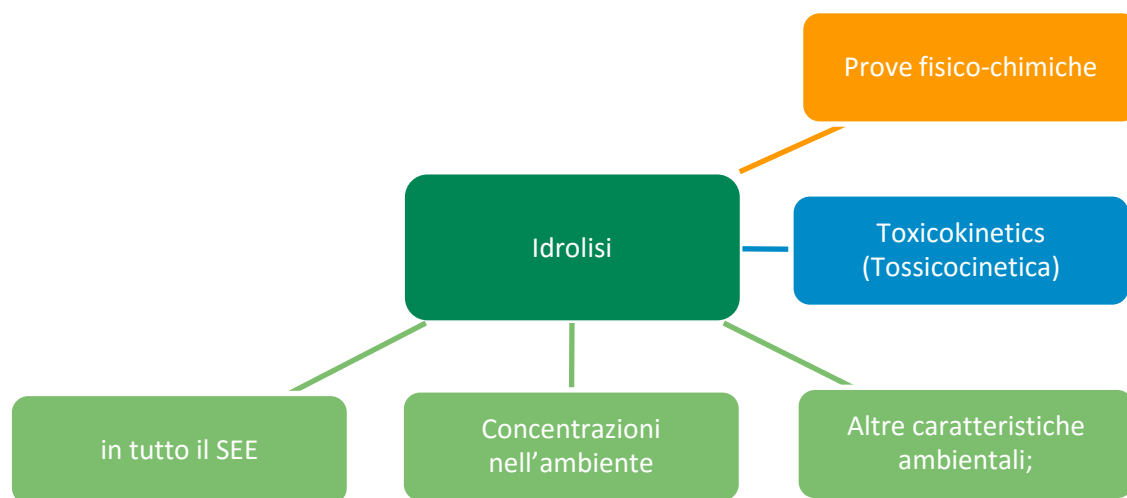 Prove fisico-chimiche
Idrolisi
Toxicokinetics
(Tossicocinetica)
in tutto il SEE
Concentrazioni
nell’ambiente
Altre caratteristiche
ambientali;